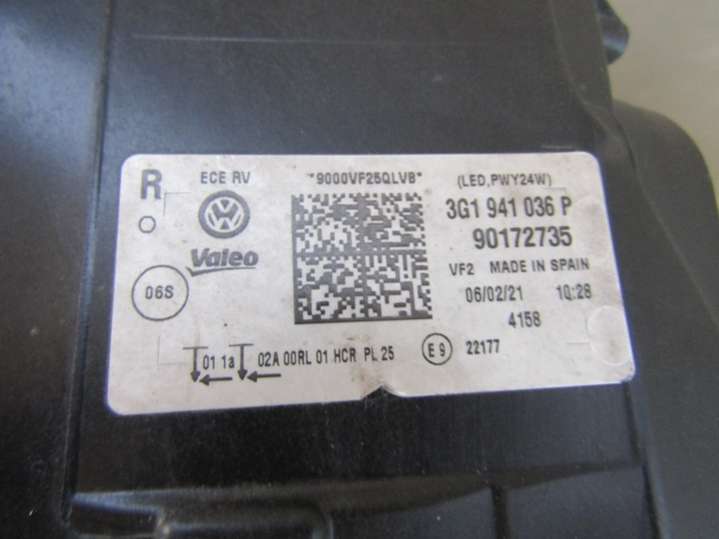 R ECE RV *9000VF25QLVB* (LED,PWY24W)
3G1 941 036 P
Valeo 90172735
VF2 MADE IN SPAIN
06S 06/02/21 10:28
4158
01 1a 02A 00RL 01 HCR PL 25 E9 22177